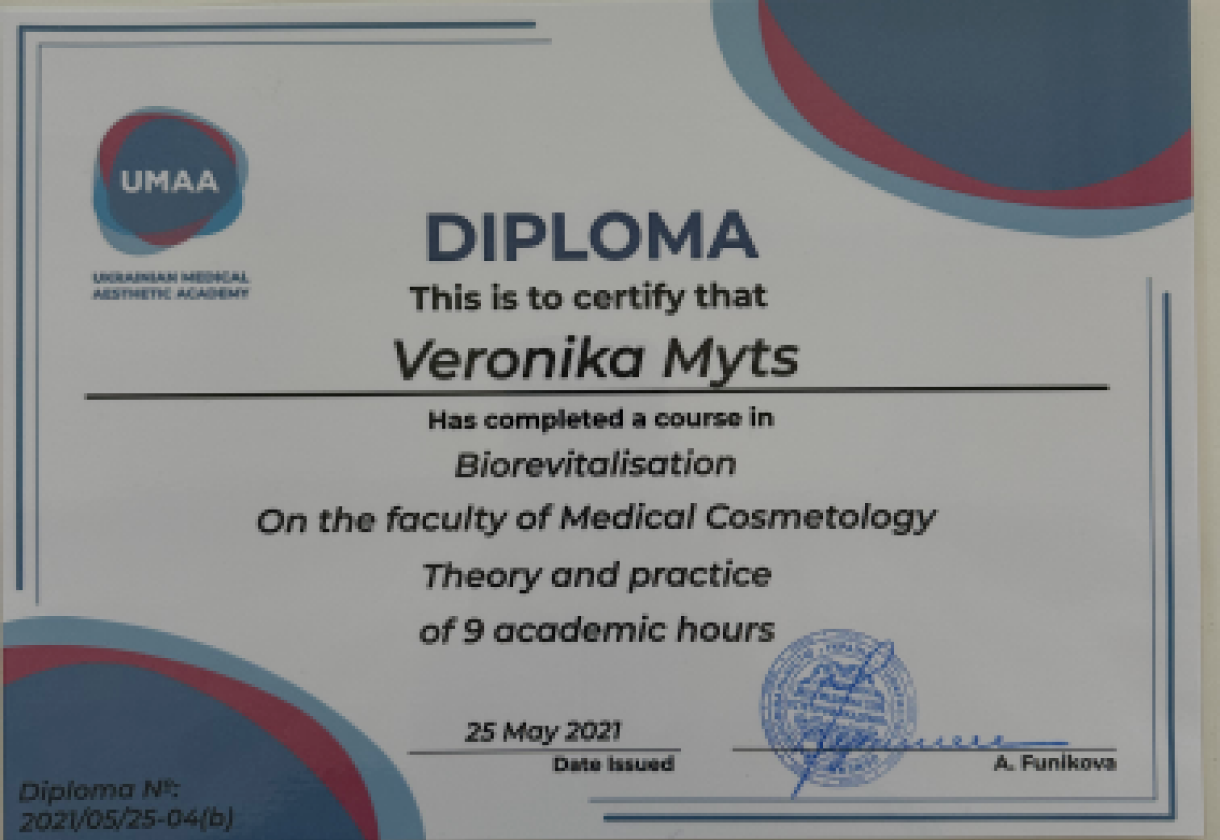 UMAA
UKRAINIAN MEDICAL
AESTHETIC ACADEMY
DIPLOMA
This is to certify that
Veronika Myts
Has completed a course in
Biorevitalisation
On the faculty of Medical Cosmetology
Theory and practice
of 9 academic hours
25 May 2021
Date Issued
A. Funikova
Diploma Nº:
2021/05/25-04(b)